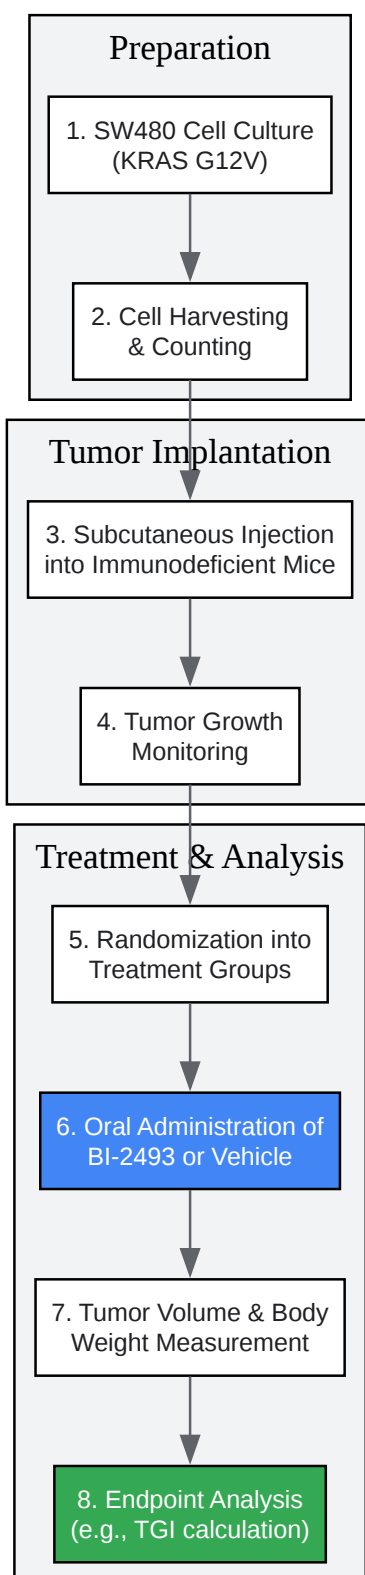 Preparation
1. SW480 Cell Culture
(KRAS G12V)
2. Cell Harvesting
& Counting
Tumor Implantation
3. Subcutaneous Injection
into Immunodeficient Mice
4. Tumor Growth
Monitoring
Treatment & Analysis
5. Randomization into
Treatment Groups
6. Oral Administration of
BI-2493 or Vehicle
7. Tumor Volume & Body
Weight Measurement
8. Endpoint Analysis
(e.g., TGI calculation)